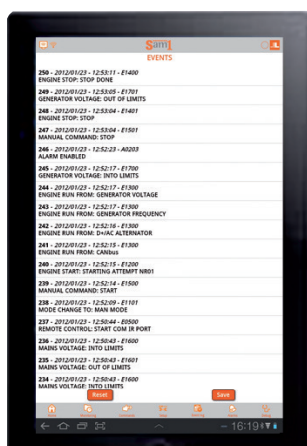 Sam1
EVENTS
250 - 2012/01/23 - 12:53:11 - E1400
ENGINE STOP: STOP DONE
249 - 2012/01/23 - 12:53:05 - E1701
GENERATOR VOLTAGE: OUT OF LIMITS
248 - 2012/01/23 - 12:53:04 - E1401
ENGINE STOP: STOP
247 - 2012/01/23 - 12:53:04 - E1501
MANUAL COMMAND: STOP
246 - 2012/01/23 - 12:52:23 - A0203
ALARM ENABLED
245 - 2012/01/23 - 12:52:17 - E1700
GENERATOR VOLTAGE: INTO LIMITS
244 - 2012/01/23 - 12:52:17 - E1300
ENGINE RUN FROM: GENERATOR VOLTAGE
243 - 2012/01/23 - 12:52:17 - E1300
ENGINE RUN FROM: GENERATOR FREQUENCY
242 - 2012/01/23 - 12:52:16 - E1300
ENGINE RUN FROM: D+/AC ALTERNATOR
241 - 2012/01/23 - 12:52:15 - E1300
ENGINE RUN FROM: CANbus
240 - 2012/01/23 - 12:52:15 - E1200
ENGINE START: STARTING ATTEMPT NR01
239 - 2012/01/23 - 12:52:14 - E1500
MANUAL COMMAND: START
238 - 2012/01/23 - 12:52:09 - E1101
MODE CHANGE TO: MAN MODE
237 - 2012/01/23 - 12:50:44 - E0500
REMOTE CONTROL: START COM IR PORT
236 - 2012/01/23 - 12:50:43 - E1600
MAINS VOLTAGE: INTO LIMITS
235 - 2012/01/23 - 12:50:43 - E1601
MAINS VOLTAGE: OUT OF LIMITS
234 - 2012/01/23 - 12:50:43 - E1600
MAINS VOLTAGE: INTO LIMITS
Reset Save
16:19